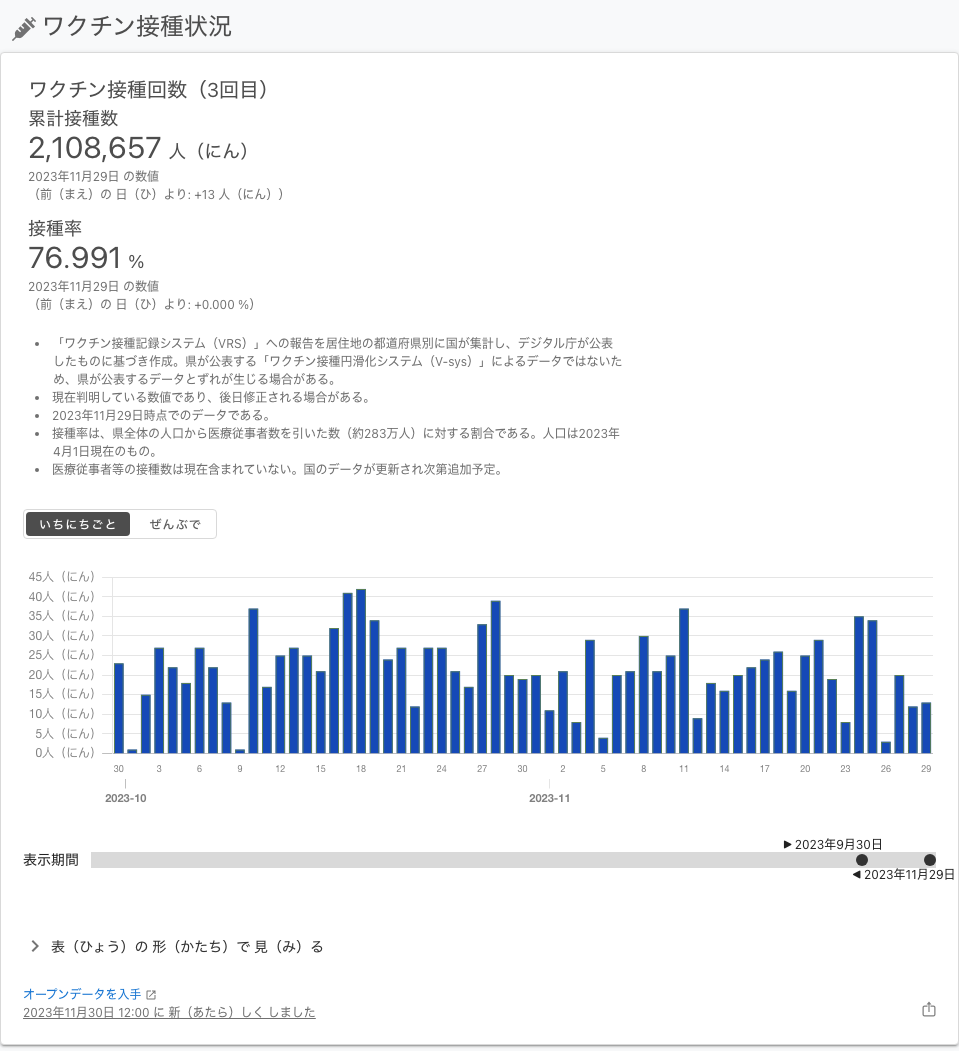 ワクチン接種状況
ワクチン接種回数（3回目）
累計接種数
2,108,657 人（にん）
2023年11月29日 の数値
（前（まえ）の 日（ひ）より: +13 人（にん））
接種率
76.991 %
2023年11月29日 の数値
（前（まえ）の 日（ひ）より: +0.000 %）
「ワクチン接種記録システム（VRS）」への報告を居住地の都道府県別に国が集計し、デジタル庁が公表
したものに基づき作成。県が公表する「ワクチン接種円滑化システム（V-sys）」によるデータではないた
め、県が公表するデータとずれが生じる場合がある。
現在判明している数値であり、後日修正される場合がある。
2023年11月29日時点でのデータである。
接種率は、県全体の人口から医療従事者数を引いた数（約283万人）に対する割合である。人口は2023年
4月1日現在のもの。
医療従事者等の接種数は現在含まれていない。国のデータが更新され次第追加予定。
いちにちごと ぜんぶで
45人（にん）
40人（にん）
35人（にん）
30人（にん）
25人（にん）
20人（にん）
15人（にん）
10人（にん）
5人（にん）
0人（にん）
30 3 6 9 12 15 18 21 24 27 30 2 5 8 11 14 17 20 23 26 29
2023-10 2023-11
▶ 2023年9月30日
表示期間
◀ 2023年11月29日
表（ひょう）の 形（かたち）で 見（み）る
オープンデータを入手
2023年11月30日 12:00 に 新（あたら）しく しました